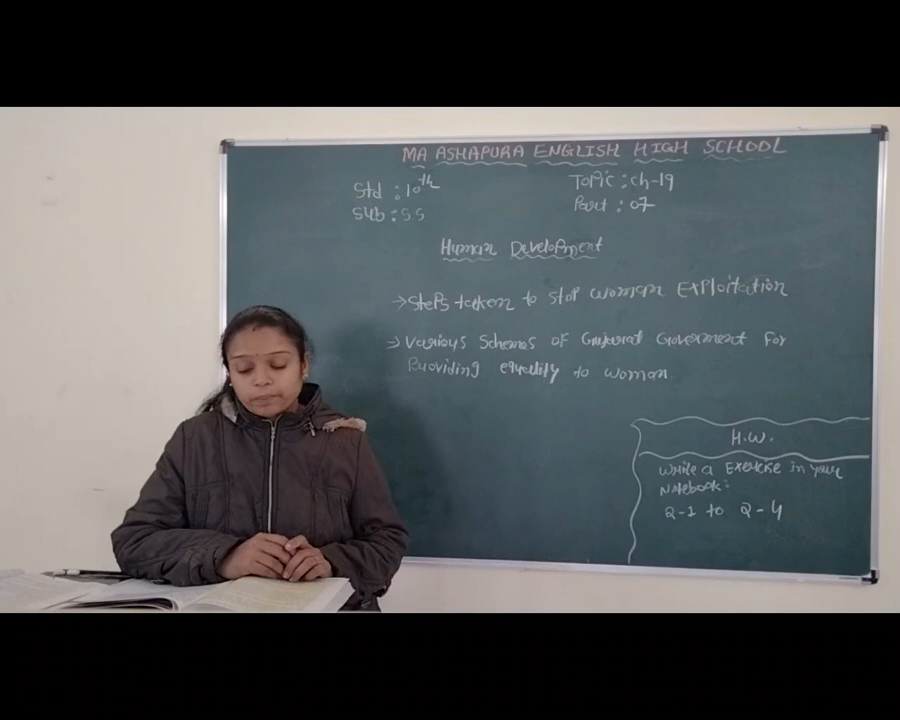 MA ASHAPURA ENGLISH HIGH SCHOOL
Std : 10th
Topic : ch-19
Sub : S.S
Part : 07
Human Development
→ Steps taken to stop woman Exploitation
→ Various Schemes of Gujarat Goverment For
Providing equality to woman
H.W.
Write a Exercise in your
Notebook :
Q-1 to Q-4